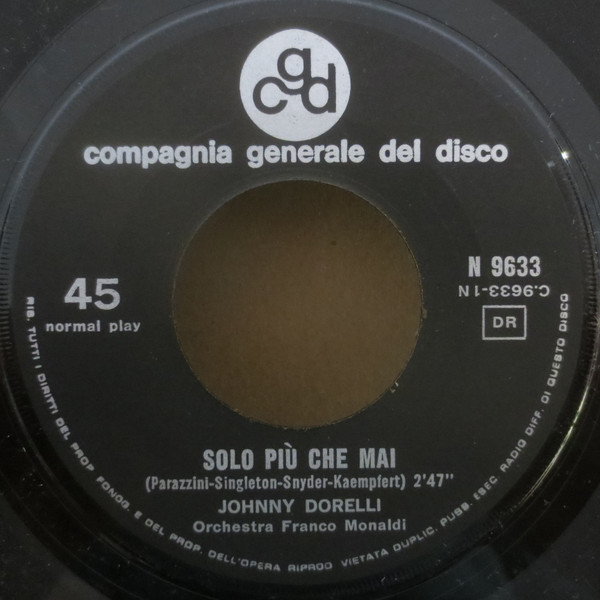 cgd
compagnia generale del disco
45
normal play
N 9633
C.9633-1N
DR
SOLO PIÙ CHE MAI
(Parazzini-Singleton-Snyder-Kaempfert) 2'47"
JOHNNY DORELLI
Orchestra Franco Monaldi
RIS. TUTTI I DIRITTI DEL PROP. FONOG. E DEL PROP. DELL'OPERA RIPROD VIETATA DUPLIC. PUBB. ESEC RADIO DIFF. DI QUESTO DISCO